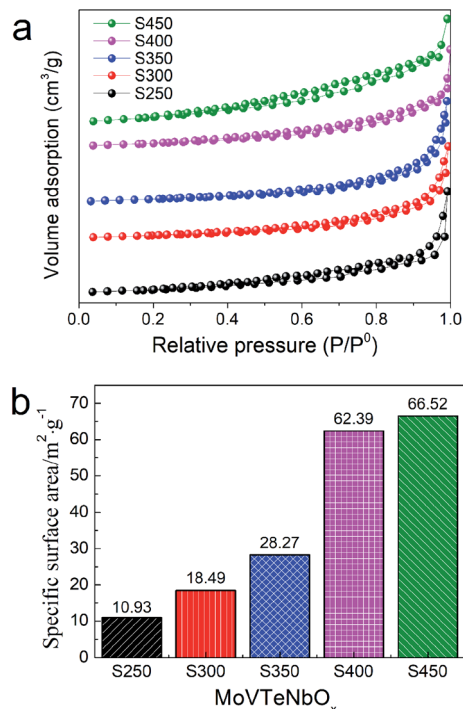 a
S450
S400
S350
S300
S250
Volume adsorption (cm³/g)
0.0 0.2 0.4 0.6 0.8 1.0
Relative pressure (P/P⁰)
b
Specific surface area/m²·g⁻¹
70
60
50
40
30
20
10
0
10.93
18.49
28.27
62.39
66.52
S250 S300 S350 S400 S450
MoVTeNbOₓ